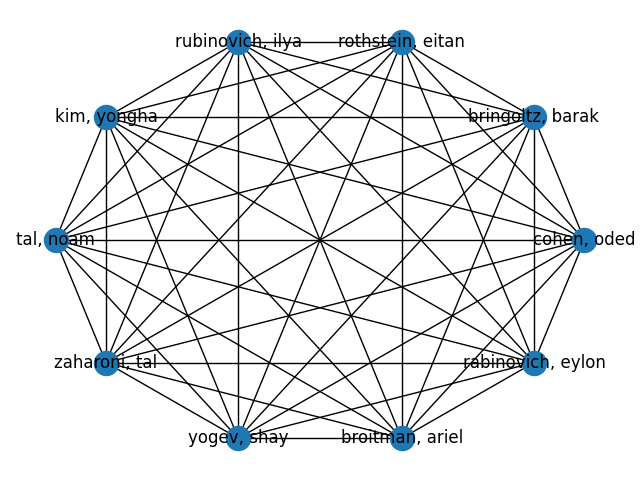 rubinovich, ilya
rothstein, eitan
kim, yongha
bringoltz, barak
tal, noam
cohen, oded
zaharoni, tal
rabinovich, eylon
yogev, shay
broitman, ariel